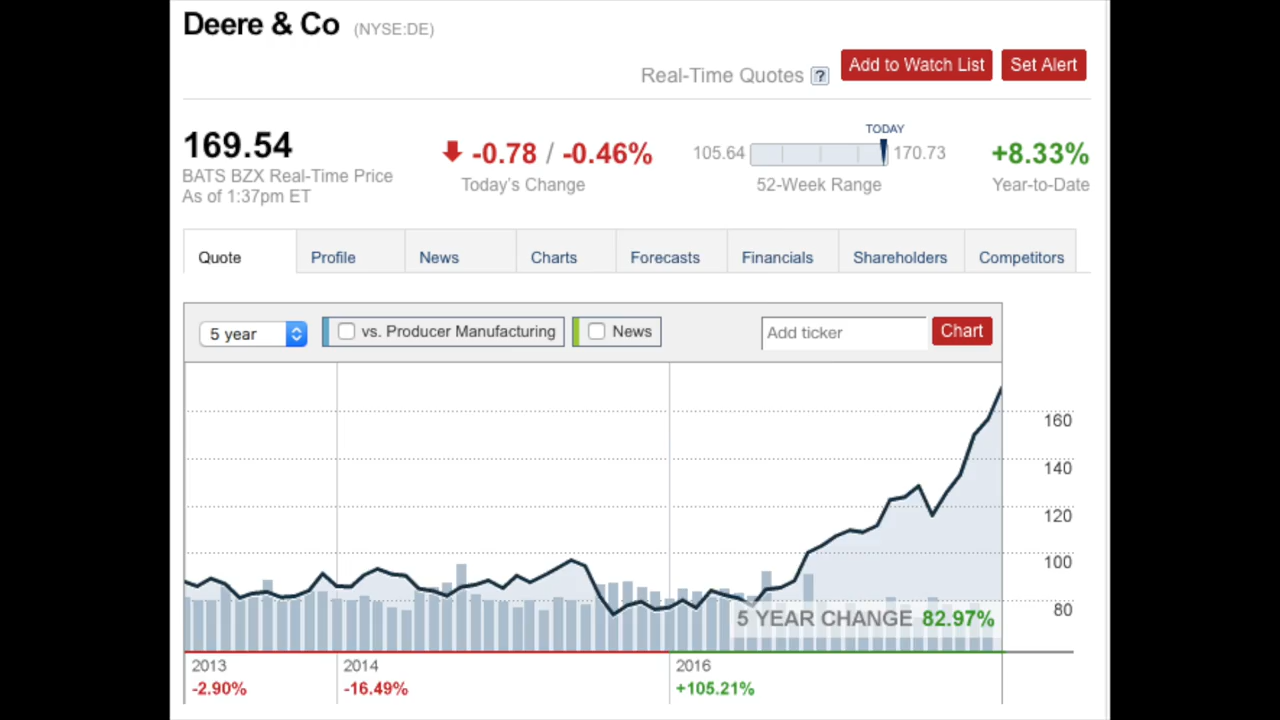 Deere & Co (NYSE:DE)
Real-Time Quotes ? Add to Watch List Set Alert
TODAY
169.54 -0.78 / -0.46% 105.64 170.73 +8.33%
BATS BZX Real-Time Price Today's Change 52-Week Range Year-to-Date
As of 1:37pm ET
Quote Profile News Charts Forecasts Financials Shareholders Competitors
5 year vs. Producer Manufacturing News Add ticker Chart
160
140
120
100
80
5 YEAR CHANGE 82.97%
2013 2014 2016
-2.90% -16.49% +105.21%